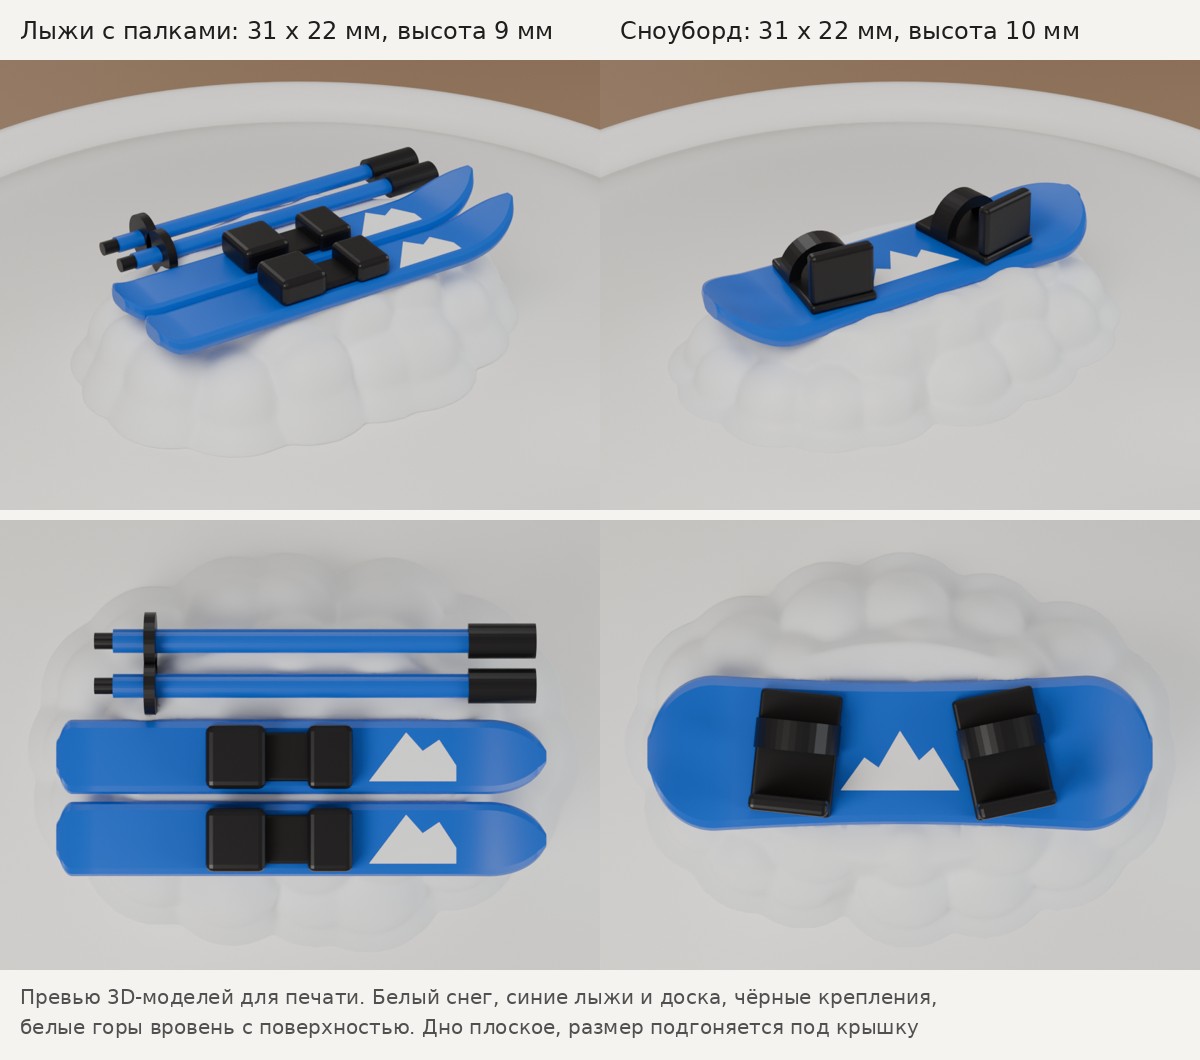 Лыжи с палками: 31 x 22 мм, высота 9 мм
Сноуборд: 31 x 22 мм, высота 10 мм
Превью 3D-моделей для печати. Белый снег, синие лыжи и доска, чёрные крепления,
белые горы вровень с поверхностью. Дно плоское, размер подгоняется под крышку